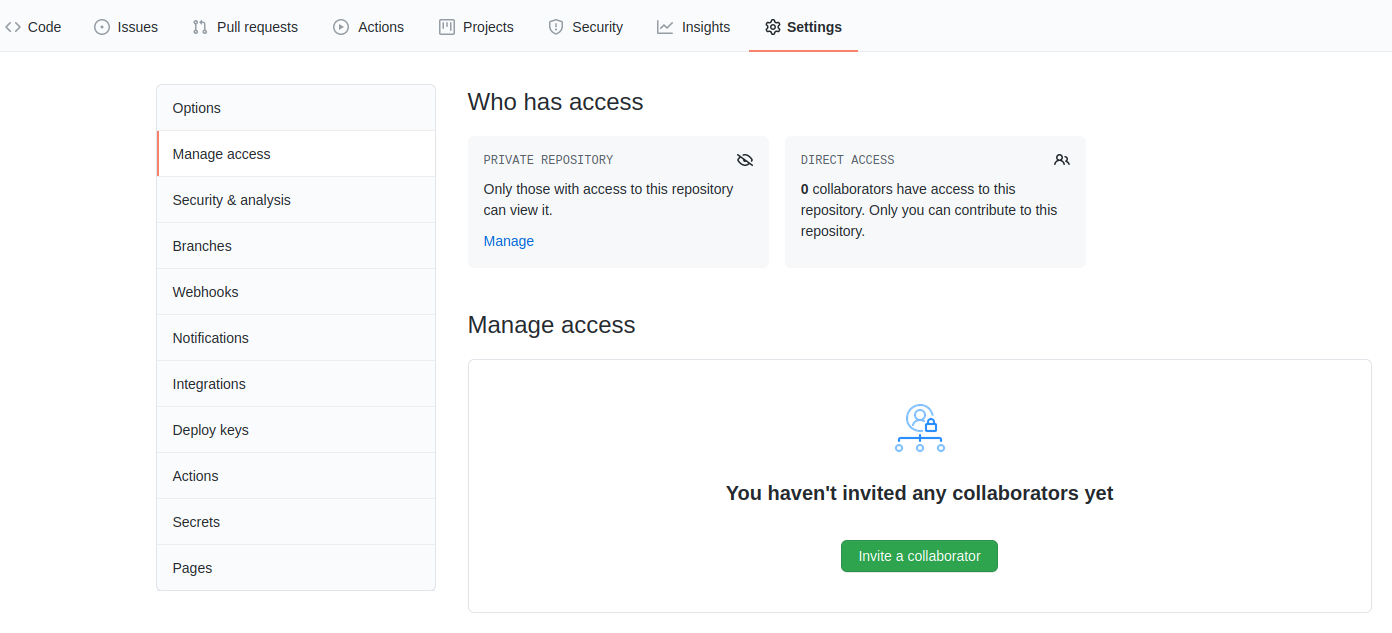 Code Issues Pull requests Actions Projects Security Insights Settings
Options
Manage access
Security & analysis
Branches
Webhooks
Notifications
Integrations
Deploy keys
Actions
Secrets
Pages
Who has access
PRIVATE REPOSITORY
Only those with access to this repository
can view it.
Manage
DIRECT ACCESS
0 collaborators have access to this
repository. Only you can contribute to this
repository.
Manage access
You haven't invited any collaborators yet
Invite a collaborator